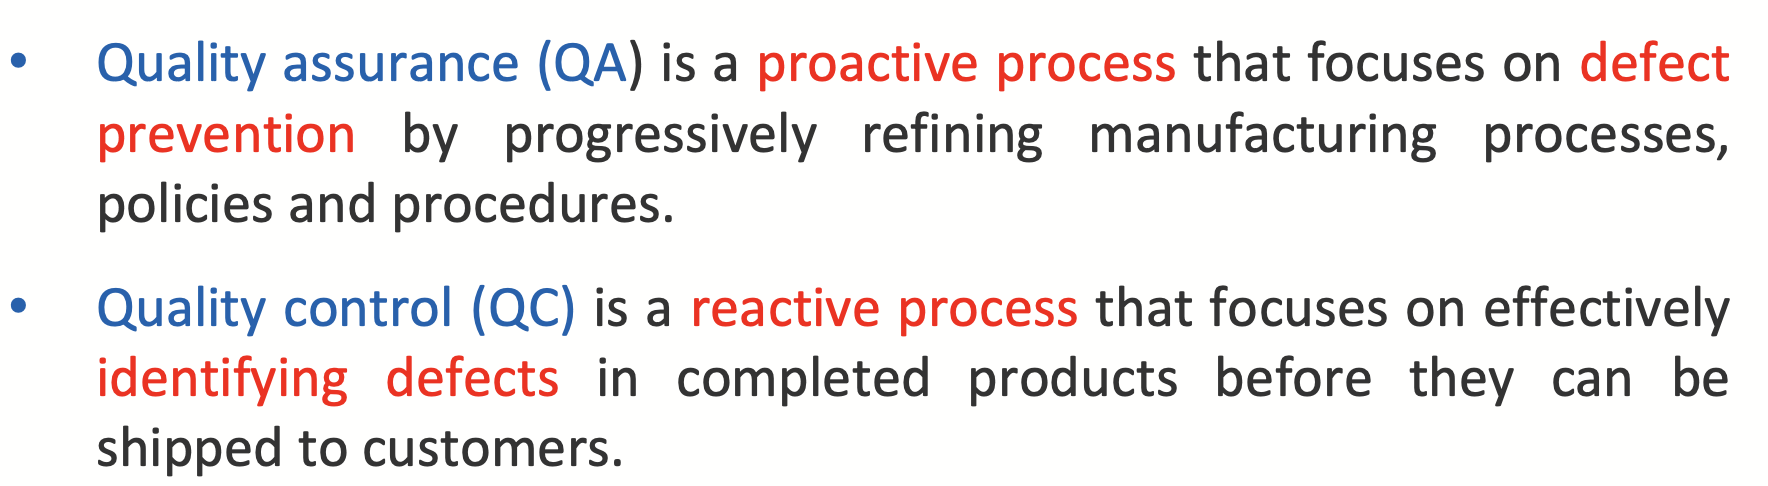 • Quality assurance (QA) is a proactive process that focuses on defect
prevention by progressively refining manufacturing processes,
policies and procedures.
• Quality control (QC) is a reactive process that focuses on effectively
identifying defects in completed products before they can be
shipped to customers.